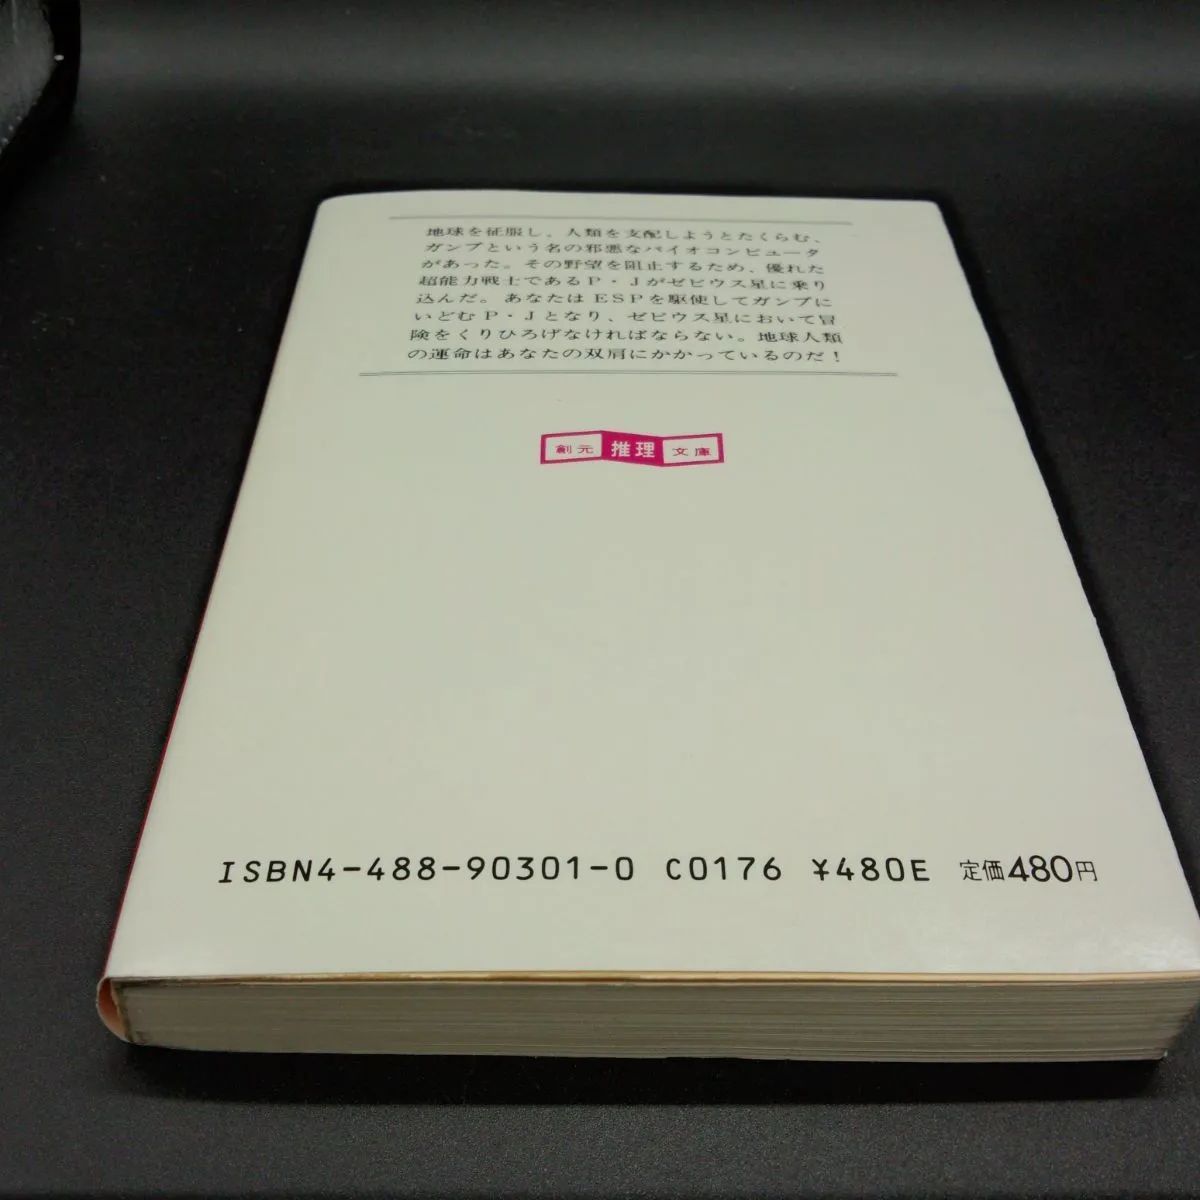 地球を征服し、人類を支配しようとたくらむ、
ガンプという名の邪悪なバイオコンピュータ
があった。その野望を阻止するため、優れた
超能力戦士であるP・Jがゼビウス星に乗り
込んだ。あなたはESPを駆使してガンプに
いどむP・Jとなり、ゼビウス星において冒
険をくりひろげなければならない。地球人類
の運命はあなたの双肩にかかっているのだ！
創元 推理 文庫
ISBN4-488-90301-0 C0176 ¥480E 定価480円